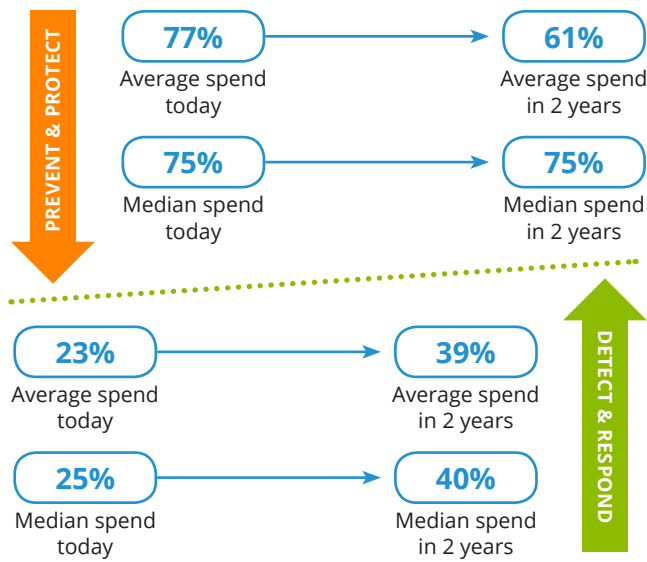 PREVENT & PROTECT
77%
Average spend
today
61%
Average spend
in 2 years
75%
Median spend
today
75%
Median spend
in 2 years
23%
Average spend
today
39%
Average spend
in 2 years
25%
Median spend
today
40%
Median spend
in 2 years
DETECT & RESPOND